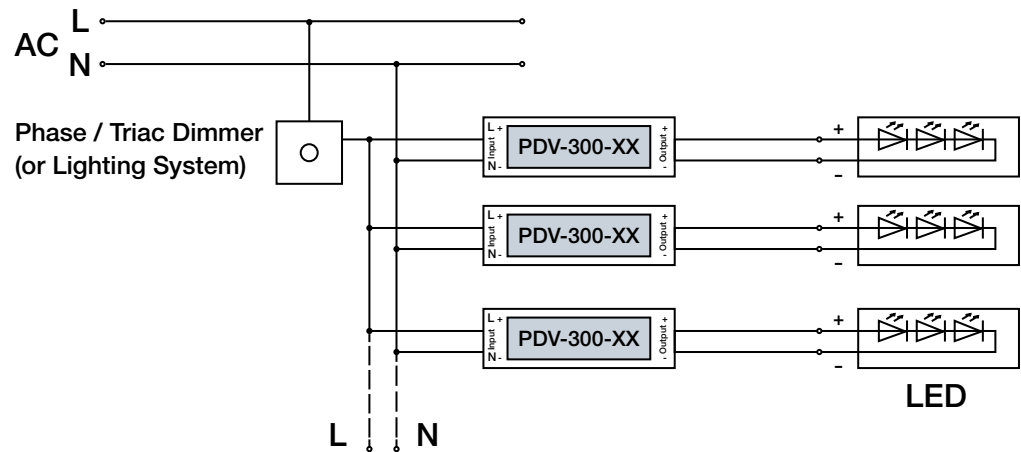 L
AC
N
Phase / Triac Dimmer
(or Lighting System)
L +
Input
N -
PDV-300-XX
+
Output
-
+
-
L +
Input
N -
PDV-300-XX
+
Output
-
+
-
L +
Input
N -
PDV-300-XX
+
Output
-
+
-
LED
L N